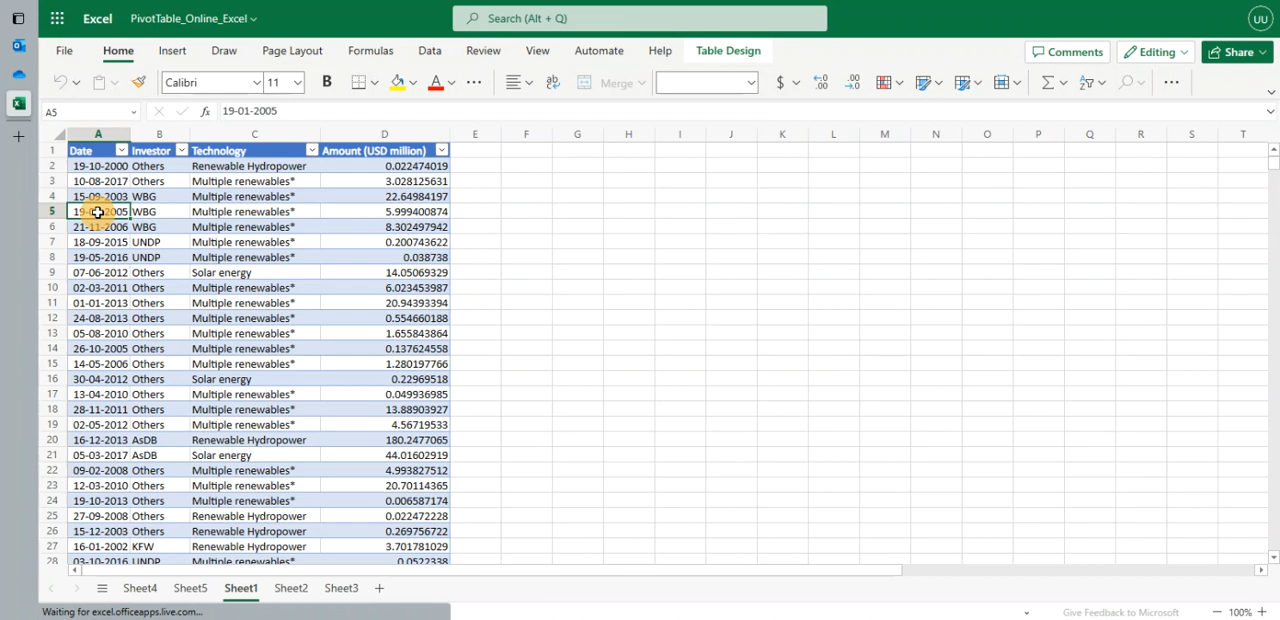 Excel PivotTable_Online_Excel Search (Alt + Q) UU
File Home Insert Draw Page Layout Formulas Data Review View Automate Help Table Design Comments Editing Share
Calibri 11 B A Merge $
A5 fx 19-01-2005
A B C D E F G H I J K L M N O P Q R S T
1 Date Investor Technology Amount (USD million)
2 19-10-2000 Others Renewable Hydropower 0.022474019
3 10-08-2017 Others Multiple renewables* 3.028125631
4 15-09-2003 WBG Multiple renewables* 22.64984197
5 19-01-2005 WBG Multiple renewables* 5.999400874
6 21-11-2006 WBG Multiple renewables* 8.302497942
7 18-09-2015 UNDP Multiple renewables* 0.200743622
8 19-05-2016 UNDP Multiple renewables* 0.038738
9 07-06-2012 Others Solar energy 14.05069329
10 02-03-2011 Others Multiple renewables* 6.023453987
11 01-01-2013 Others Multiple renewables* 20.94393394
12 24-08-2013 Others Multiple renewables* 0.554660188
13 05-08-2010 Others Multiple renewables* 1.655843864
14 26-10-2005 Others Multiple renewables* 0.137624558
15 14-05-2006 Others Multiple renewables* 1.280197766
16 30-04-2012 Others Solar energy 0.22969518
17 13-04-2010 Others Multiple renewables* 0.049936985
18 28-11-2011 Others Multiple renewables* 13.88903927
19 02-05-2012 Others Multiple renewables* 4.56719533
20 16-12-2013 AsDB Renewable Hydropower 180.2477065
21 05-03-2017 AsDB Solar energy 44.01602919
22 09-02-2008 Others Multiple renewables* 4.993827512
23 12-03-2010 Others Multiple renewables* 20.70114365
24 19-10-2013 Others Multiple renewables* 0.006587174
25 27-09-2008 Others Renewable Hydropower 0.022472228
26 15-12-2003 Others Renewable Hydropower 0.269756722
27 16-01-2002 KFW Renewable Hydropower 3.701781029
28 03-10-2016 UNDP Multiple renewables* 0.0522338
Sheet4 Sheet5 Sheet1 Sheet2 Sheet3
Waiting for excel.officeapps.live.com... Give Feedback to Microsoft 100%